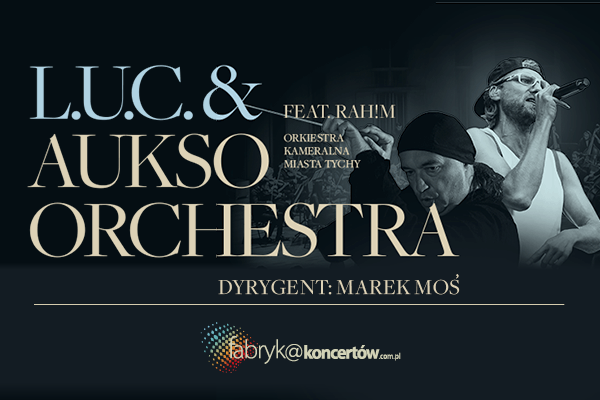 L.U.C. &
FEAT. RAH!M
AUKSO
ORKIESTRA
KAMERALNA
MIASTA TYCHY
ORCHESTRA
DYRYGENT: MAREK MOŚ
fabryk@koncertów.com.pl